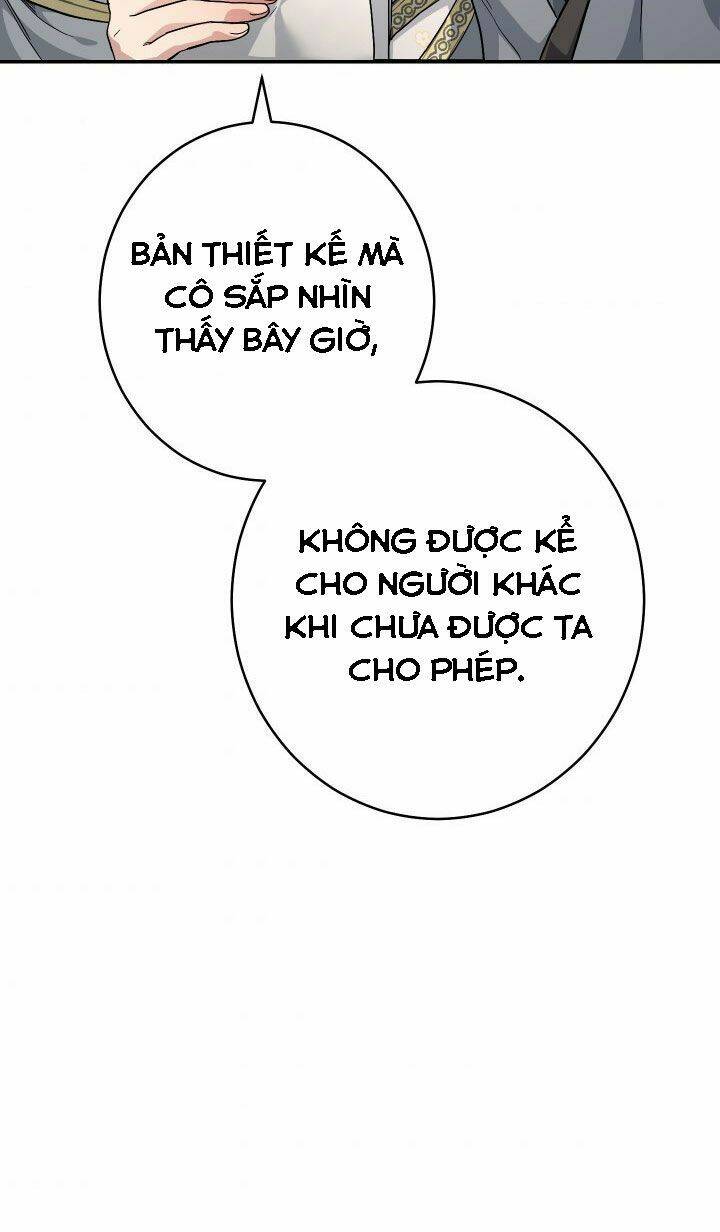 BẢN THIẾT KẾ MÀ
CÔ SẮP NHÌN
THẤY BÂY GIỜ,
KHÔNG ĐƯỢC KỂ
CHO NGƯỜI KHÁC
KHI CHƯA ĐƯỢC TA
CHO PHÉP.